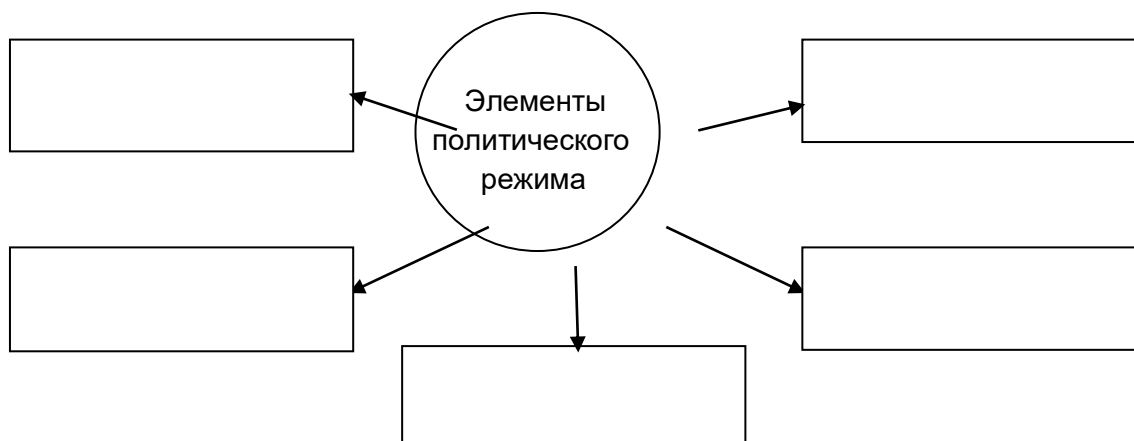 Элементы
политического
режима